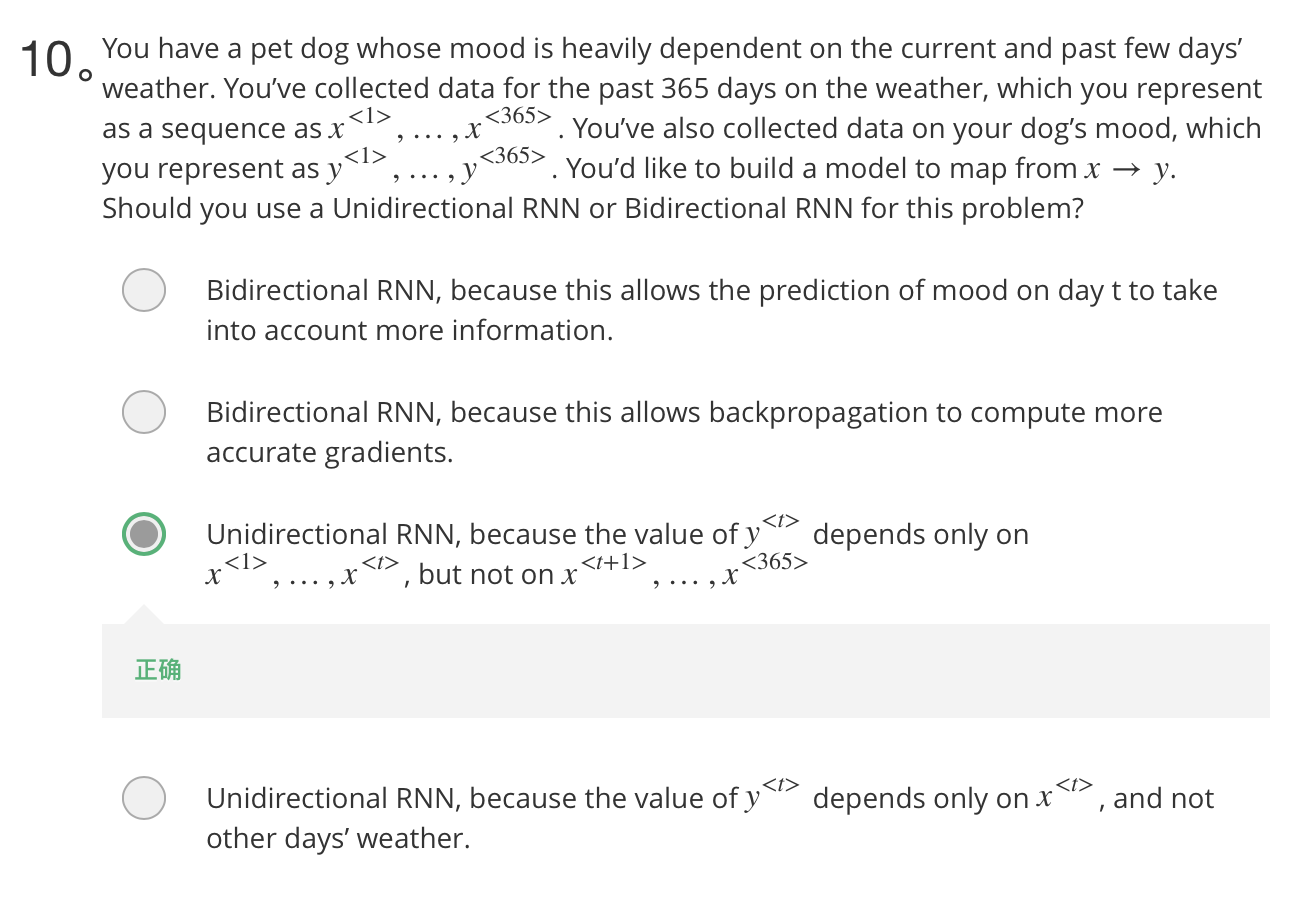 10。You have a pet dog whose mood is heavily dependent on the current and past few days’
weather. You’ve collected data for the past 365 days on the weather, which you represent
as a sequence as x^<1>, … , x^<365>. You’ve also collected data on your dog’s mood, which
you represent as y^<1>, … , y^<365>. You’d like to build a model to map from x → y.
Should you use a Unidirectional RNN or Bidirectional RNN for this problem?
Bidirectional RNN, because this allows the prediction of mood on day t to take
into account more information.
Bidirectional RNN, because this allows backpropagation to compute more
accurate gradients.
Unidirectional RNN, because the value of y^<t> depends only on
x^<1>, … , x^<t>, but not on x^<t+1>, … , x^<365>
正确
Unidirectional RNN, because the value of y^<t> depends only on x^<t>, and not
other days’ weather.